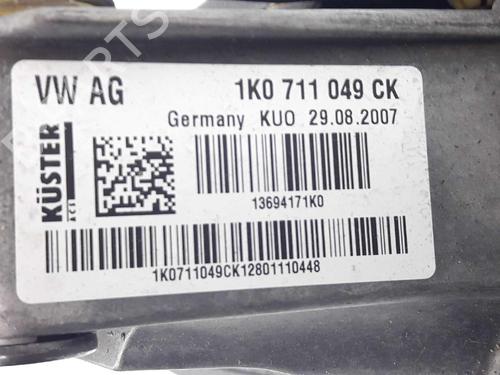 VW AG
1K0 711 049 CK
Germany KUO 29.08.2007
KÜSTER
13694171K0
1K0711049CK12801110448